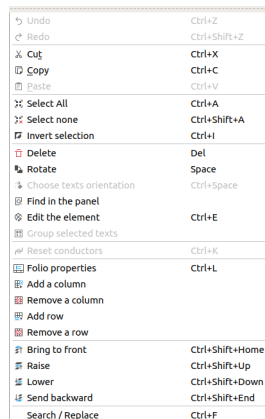 Undo Ctrl+Z
Redo Ctrl+Shift+Z
Cut Ctrl+X
Copy Ctrl+C
Paste Ctrl+V
Select All Ctrl+A
Select none Ctrl+Shift+A
Invert selection Ctrl+I
Delete Del
Rotate Space
Choose texts orientation Ctrl+Space
Find in the panel
Edit the element Ctrl+E
Group selected texts
Reset conductors Ctrl+K
Folio properties Ctrl+L
Add a column
Remove a column
Add row
Remove a row
Bring to front Ctrl+Shift+Home
Raise Ctrl+Shift+Up
Lower Ctrl+Shift+Down
Send backward Ctrl+Shift+End
Search / Replace Ctrl+F